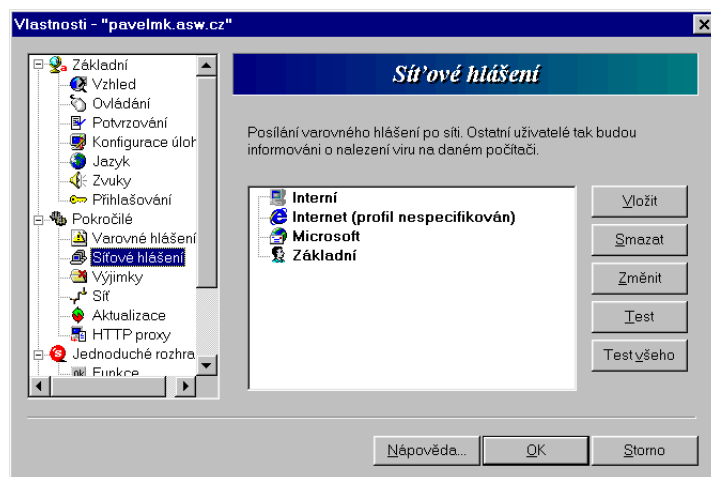 Vlastnosti - "pavelmk.asw.cz"
Základní
Vzhled
Ovládání
Potvrzování
Konfigurace úloh
Jazyk
Zvuky
Přihlašování
Pokročilé
Varovné hlášení
Síťové hlášení
Výjimky
Síť
Aktualizace
HTTP proxy
Jednoduché rozhra
ok Funkce
Síťové hlášení
Posílání varovného hlášení po síti. Ostatní uživatelé tak budou
informováni o nalezení viru na daném počítači.
Interní
Internet (profil nespecifikován)
Microsoft
Základní
Vložit
Smazat
Změnit
Test
Test všeho
Nápověda...
OK
Storno